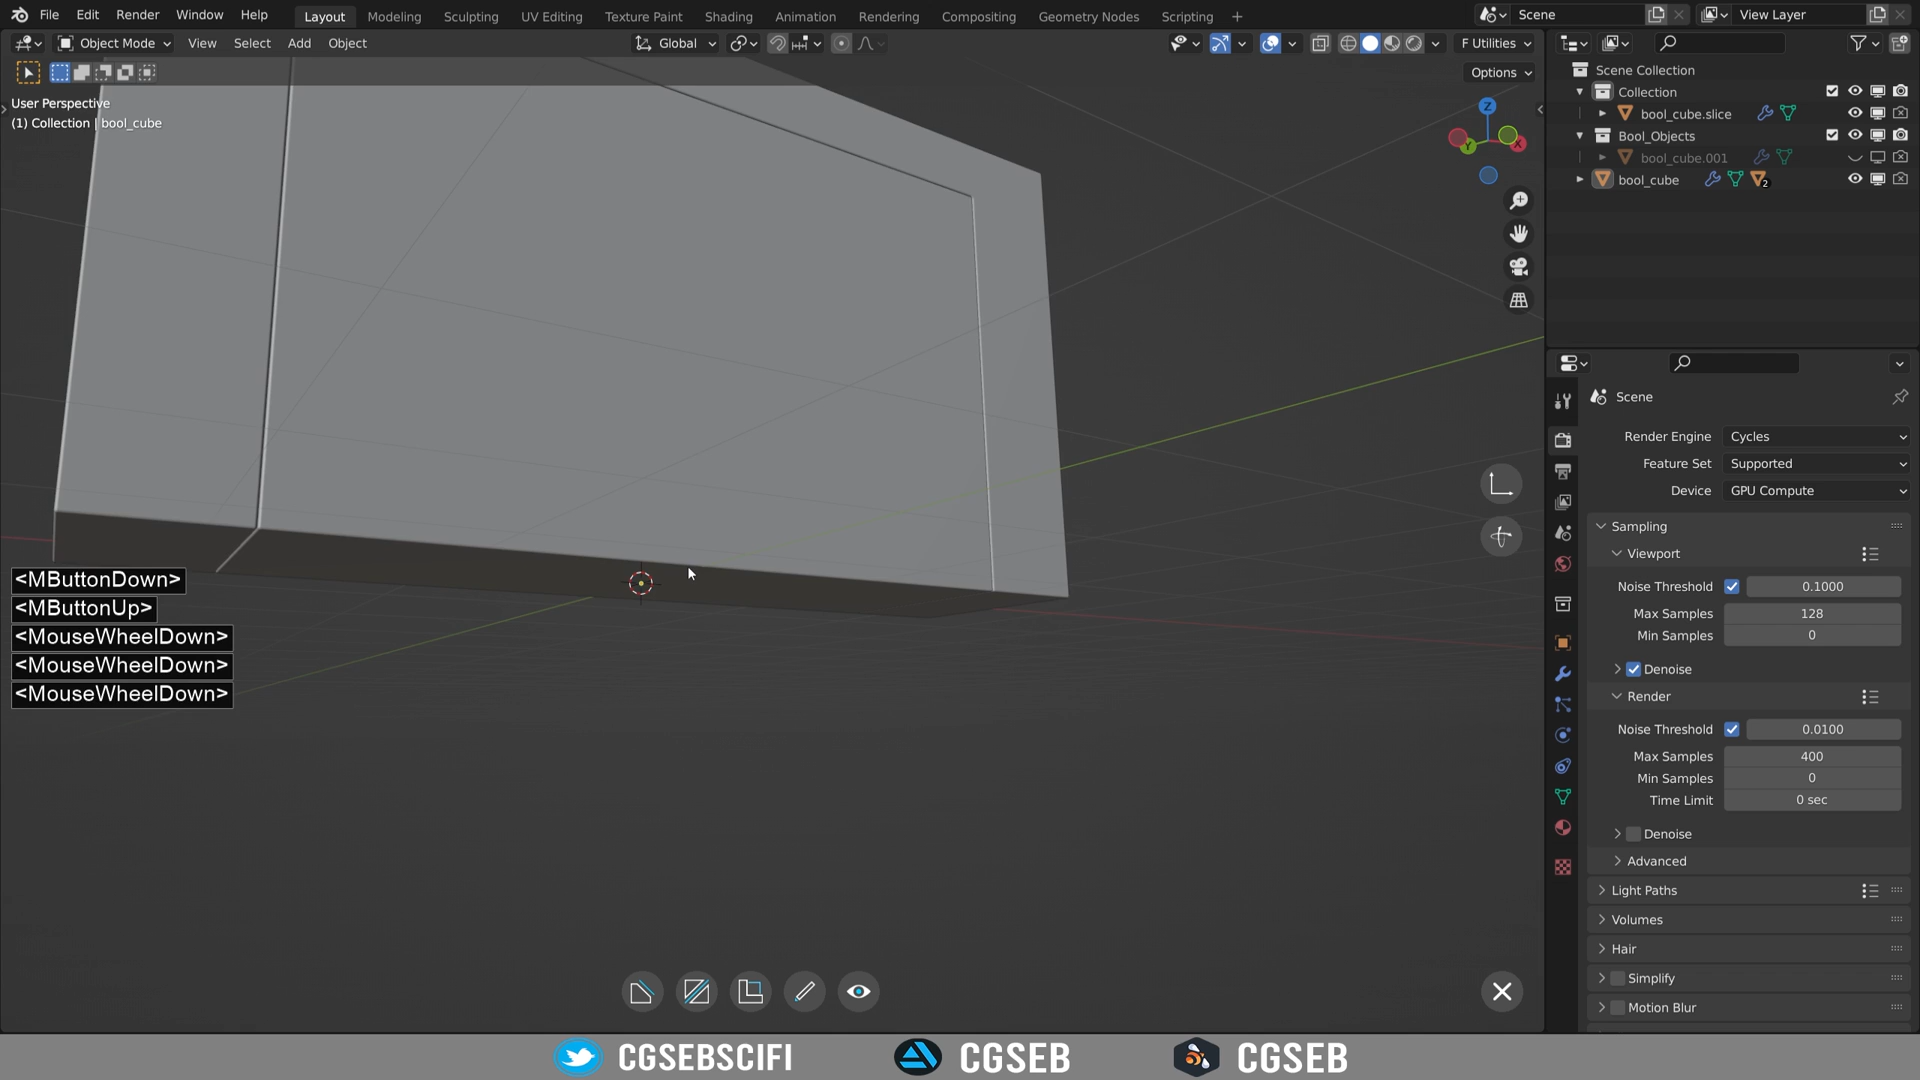 File Edit Render Window Help Layout Modeling Sculpting UV Editing Texture Paint Shading Animation Rendering Compositing Geometry Nodes Scripting + Scene View Layer
Object Mode View Select Add Object Global F Utilities
Options
User Perspective
(1) Collection | bool_cube
Z
Y
X
<MButtonDown>
<MButtonUp>
<MouseWheelDown>
<MouseWheelDown>
<MouseWheelDown>
Scene Collection
Collection
bool_cube.slice
Bool_Objects
bool_cube.001
bool_cube 2
Scene
Render Engine Cycles
Feature Set Supported
Device GPU Compute
Sampling
Viewport
Noise Threshold 0.1000
Max Samples 128
Min Samples 0
Denoise
Render
Noise Threshold 0.0100
Max Samples 400
Min Samples 0
Time Limit 0 sec
Denoise
Advanced
Light Paths
Volumes
Hair
Simplify
Motion Blur
CGSEBSCIFI CGSEB CGSEB